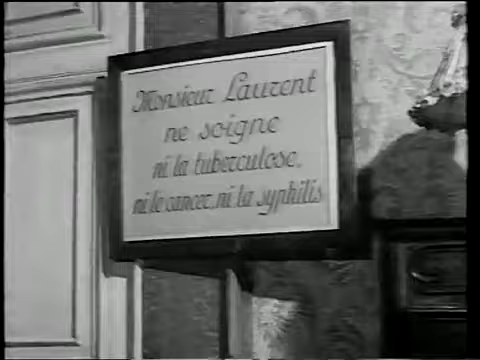 Monsieur Laurent
ne soigne
ni la tuberculose,
ni le cancer, ni la syphilis